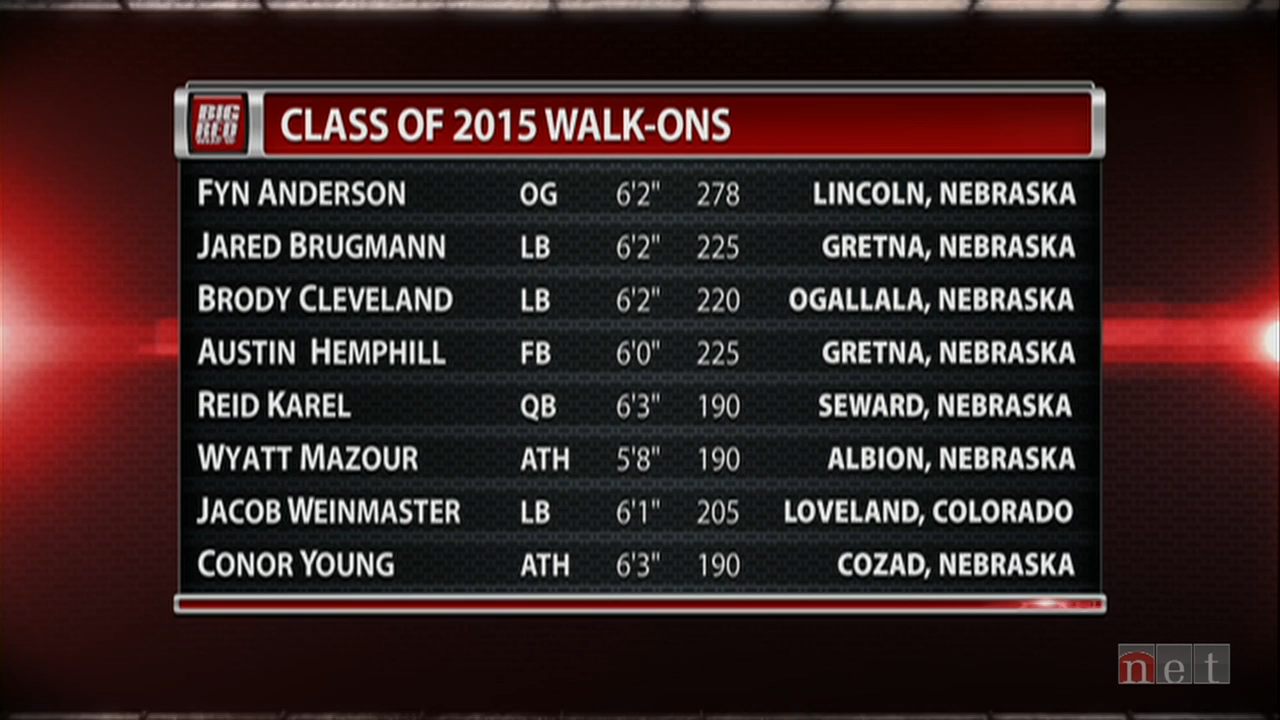 BIG RED
CLASS OF 2015 WALK-ONS
FYN ANDERSON OG 6'2" 278 LINCOLN, NEBRASKA
JARED BRUGMANN LB 6'2" 225 GRETNA, NEBRASKA
BRODY CLEVELAND LB 6'2" 220 OGALLALA, NEBRASKA
AUSTIN HEMPHILL FB 6'0" 225 GRETNA, NEBRASKA
REID KAREL QB 6'3" 190 SEWARD, NEBRASKA
WYATT MAZOUR ATH 5'8" 190 ALBION, NEBRASKA
JACOB WEINMASTER LB 6'1" 205 LOVELAND, COLORADO
CONOR YOUNG ATH 6'3" 190 COZAD, NEBRASKA
net